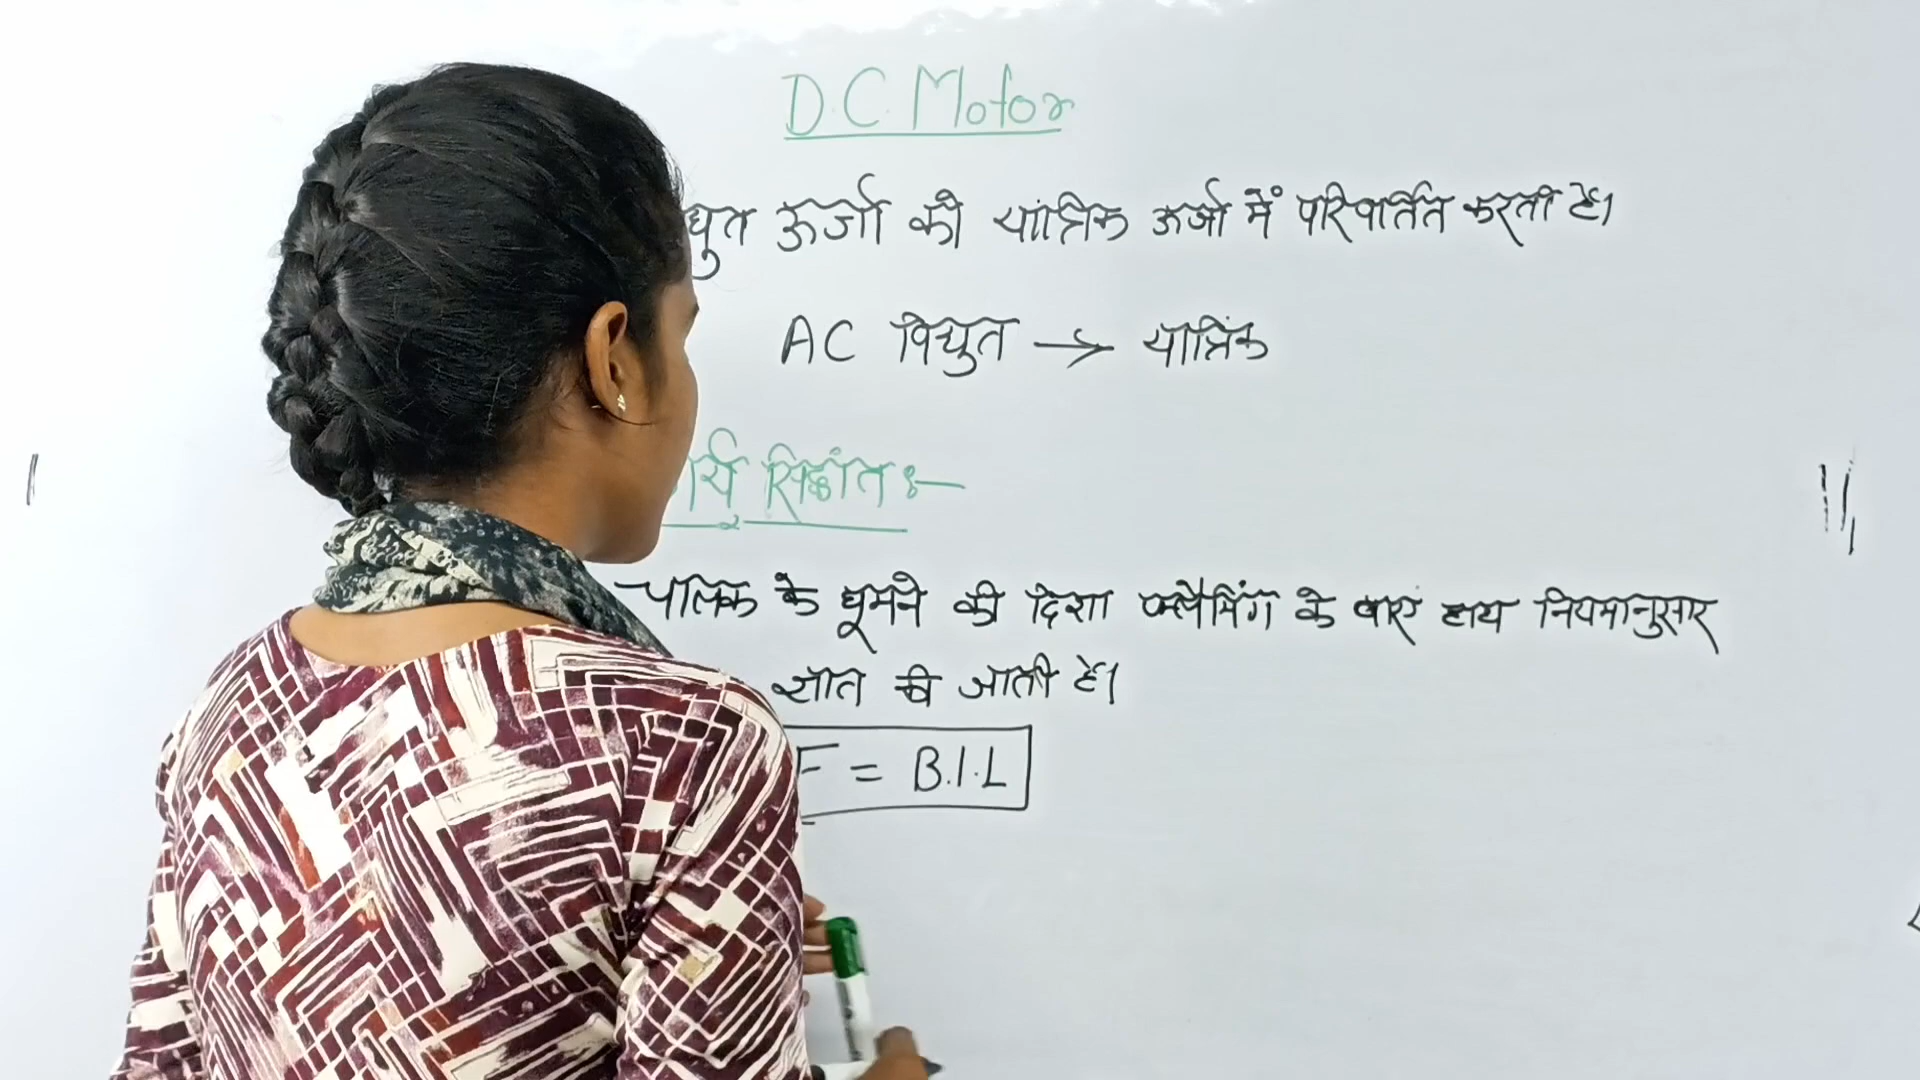 D.C. Motor
ऊर्जा को यांत्रिक ऊर्जा में परिवर्तित करती है।
AC विद्युत → यांत्रिक
सिद्धांत :-
चालक के घूमने की दिशा फ्लैमिंग के बाएं हाथ नियमानुसार
ज्ञात की जाती है।
F = B.I.L